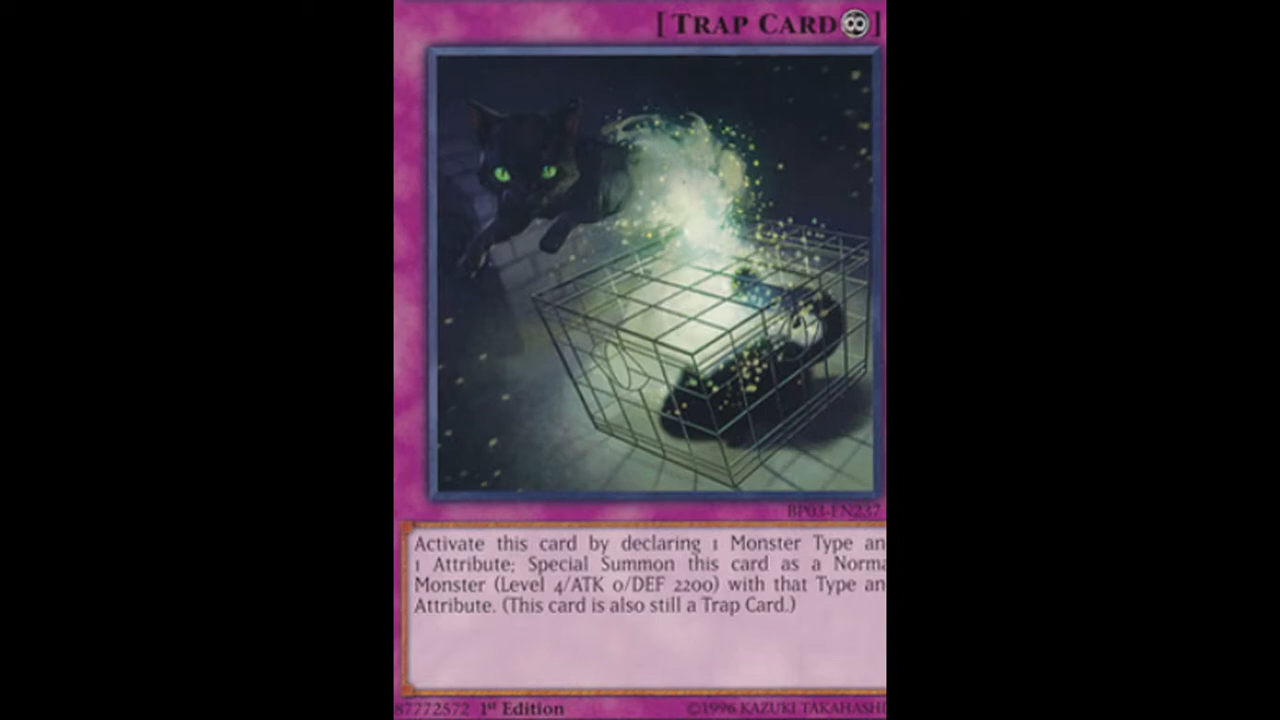 [TRAP CARD ]
BP03-EN237
Activate this card by declaring 1 Monster Type an
1 Attribute; Special Summon this card as a Norma
Monster (Level 4/ATK 0/DEF 2200) with that Type an
Attribute. (This card is also still a Trap Card.)
87772572 1st Edition
©1996 KAZUKI TAKAHASHI